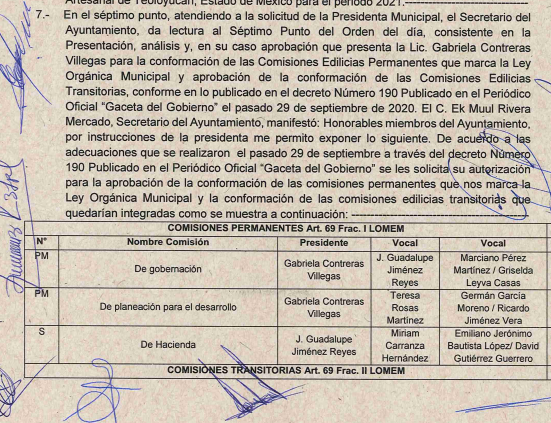 Artesanal de Teoloyucan, Estado de México para el periodo 2021.
7.- En el séptimo punto, atendiendo a la solicitud de la Presidenta Municipal, el Secretario del
Ayuntamiento, da lectura al Séptimo Punto del Orden del día, consistente en la
Presentación, análisis y, en su caso aprobación que presenta la Lic. Gabriela Contreras
Villegas para la conformación de las Comisiones Edilicias Permanentes que marca la Ley
Orgánica Municipal y aprobación de la conformación de las Comisiones Edilicias
Transitorias, conforme en lo publicado en el decreto Número 190 Publicado en el Periódico
Oficial "Gaceta del Gobierno" el pasado 29 de septiembre de 2020. El C. Ek Muul Rivera
Mercado, Secretario del Ayuntamiento, manifestó: Honorables miembros del Ayuntamiento,
por instrucciones de la presidenta me permito exponer lo siguiente. De acuerdo a las
adecuaciones que se realizaron el pasado 29 de septiembre a través del decreto Número
190 Publicado en el Periódico Oficial "Gaceta del Gobierno" se les solicita su autorización
para la aprobación de la conformación de las comisiones permanentes que nos marca la
Ley Orgánica Municipal y la conformación de las comisiones edilicias transitorias que
quedarían integradas como se muestra a continuación: ---------------------------------------
COMISIONES PERMANENTES Art. 69 Frac. I LOMEM
N° Nombre Comisión Presidente Vocal Vocal
PM De gobernación Gabriela Contreras Villegas J. Guadalupe Jiménez Reyes Marciano Pérez Martínez / Griselda Leyva Casas
PM De planeación para el desarrollo Gabriela Contreras Villegas Teresa Rosas Martínez Germán García Moreno / Ricardo Jiménez Vera
S De Hacienda J. Guadalupe Jiménez Reyes Miriam Carranza Hernández Emiliano Jerónimo Bautista López/ David Gutiérrez Guerrero
COMISIONES TRANSITORIAS Art. 69 Frac. II LOMEM